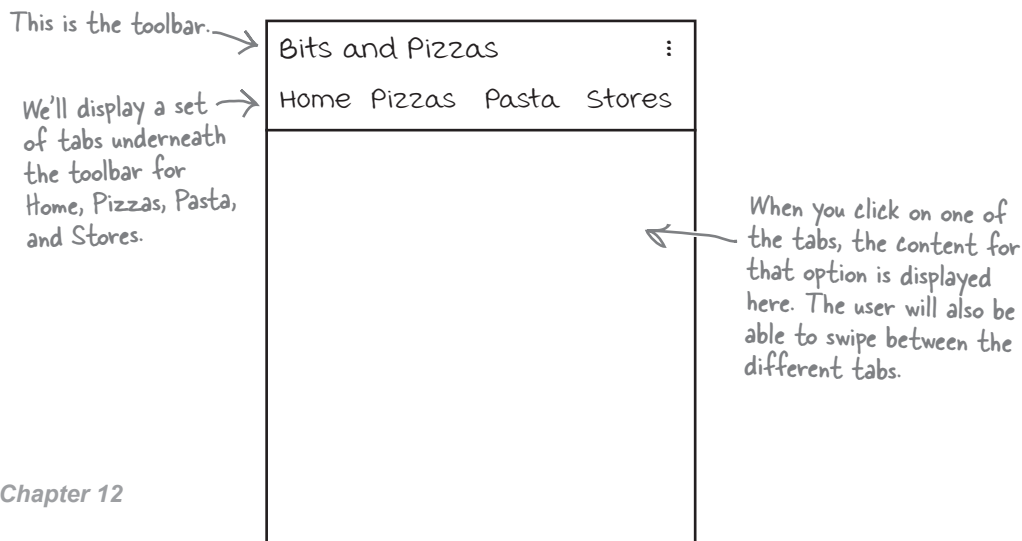 This is the toolbar.
Bits and Pizzas
We'll display a set
of tabs underneath
the toolbar for
Home, Pizzas, Pasta,
and Stores.
Home Pizzas Pasta Stores
When you click on one of
the tabs, the content for
that option is displayed
here. The user will also be
able to swipe between the
different tabs.
Chapter 12